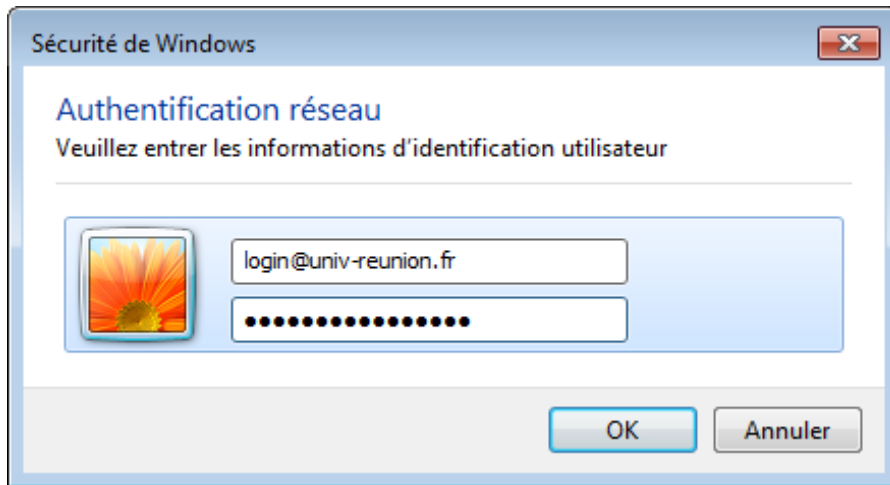 Sécurité de Windows
Authentification réseau
Veuillez entrer les informations d'identification utilisateur
login@univ-reunion.fr
●●●●●●●●●●●●●●●●
OK Annuler